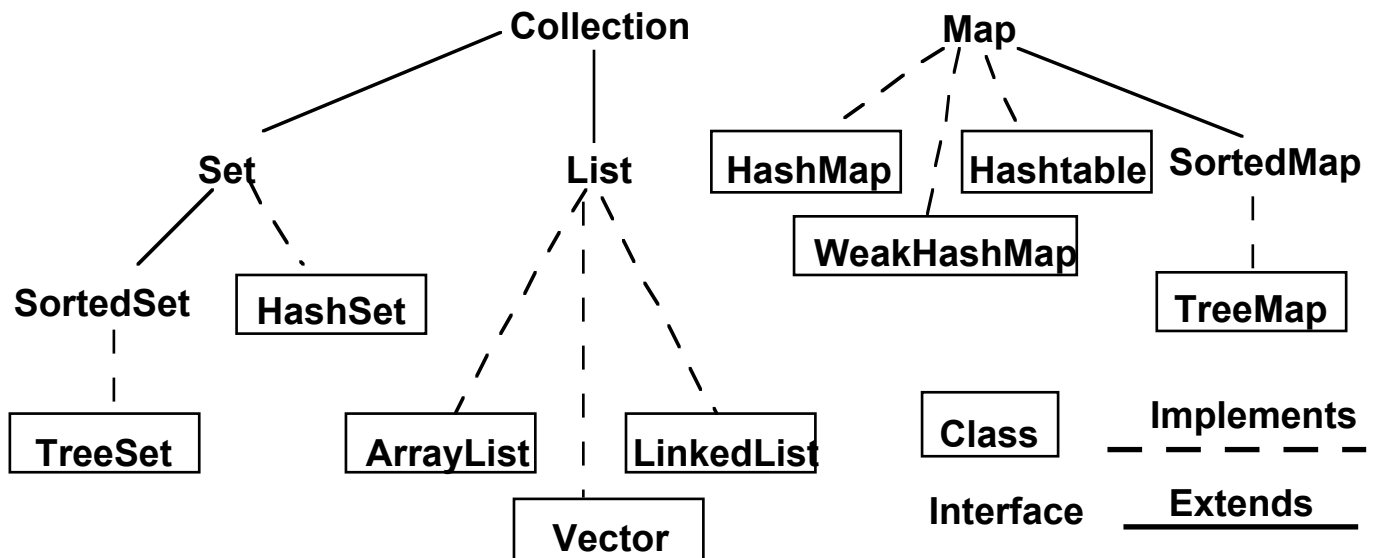 Collection
Map
Set
List
HashMap
Hashtable
SortedMap
WeakHashMap
SortedSet
HashSet
TreeMap
TreeSet
ArrayList
LinkedList
Vector
Class
Implements
Interface
Extends